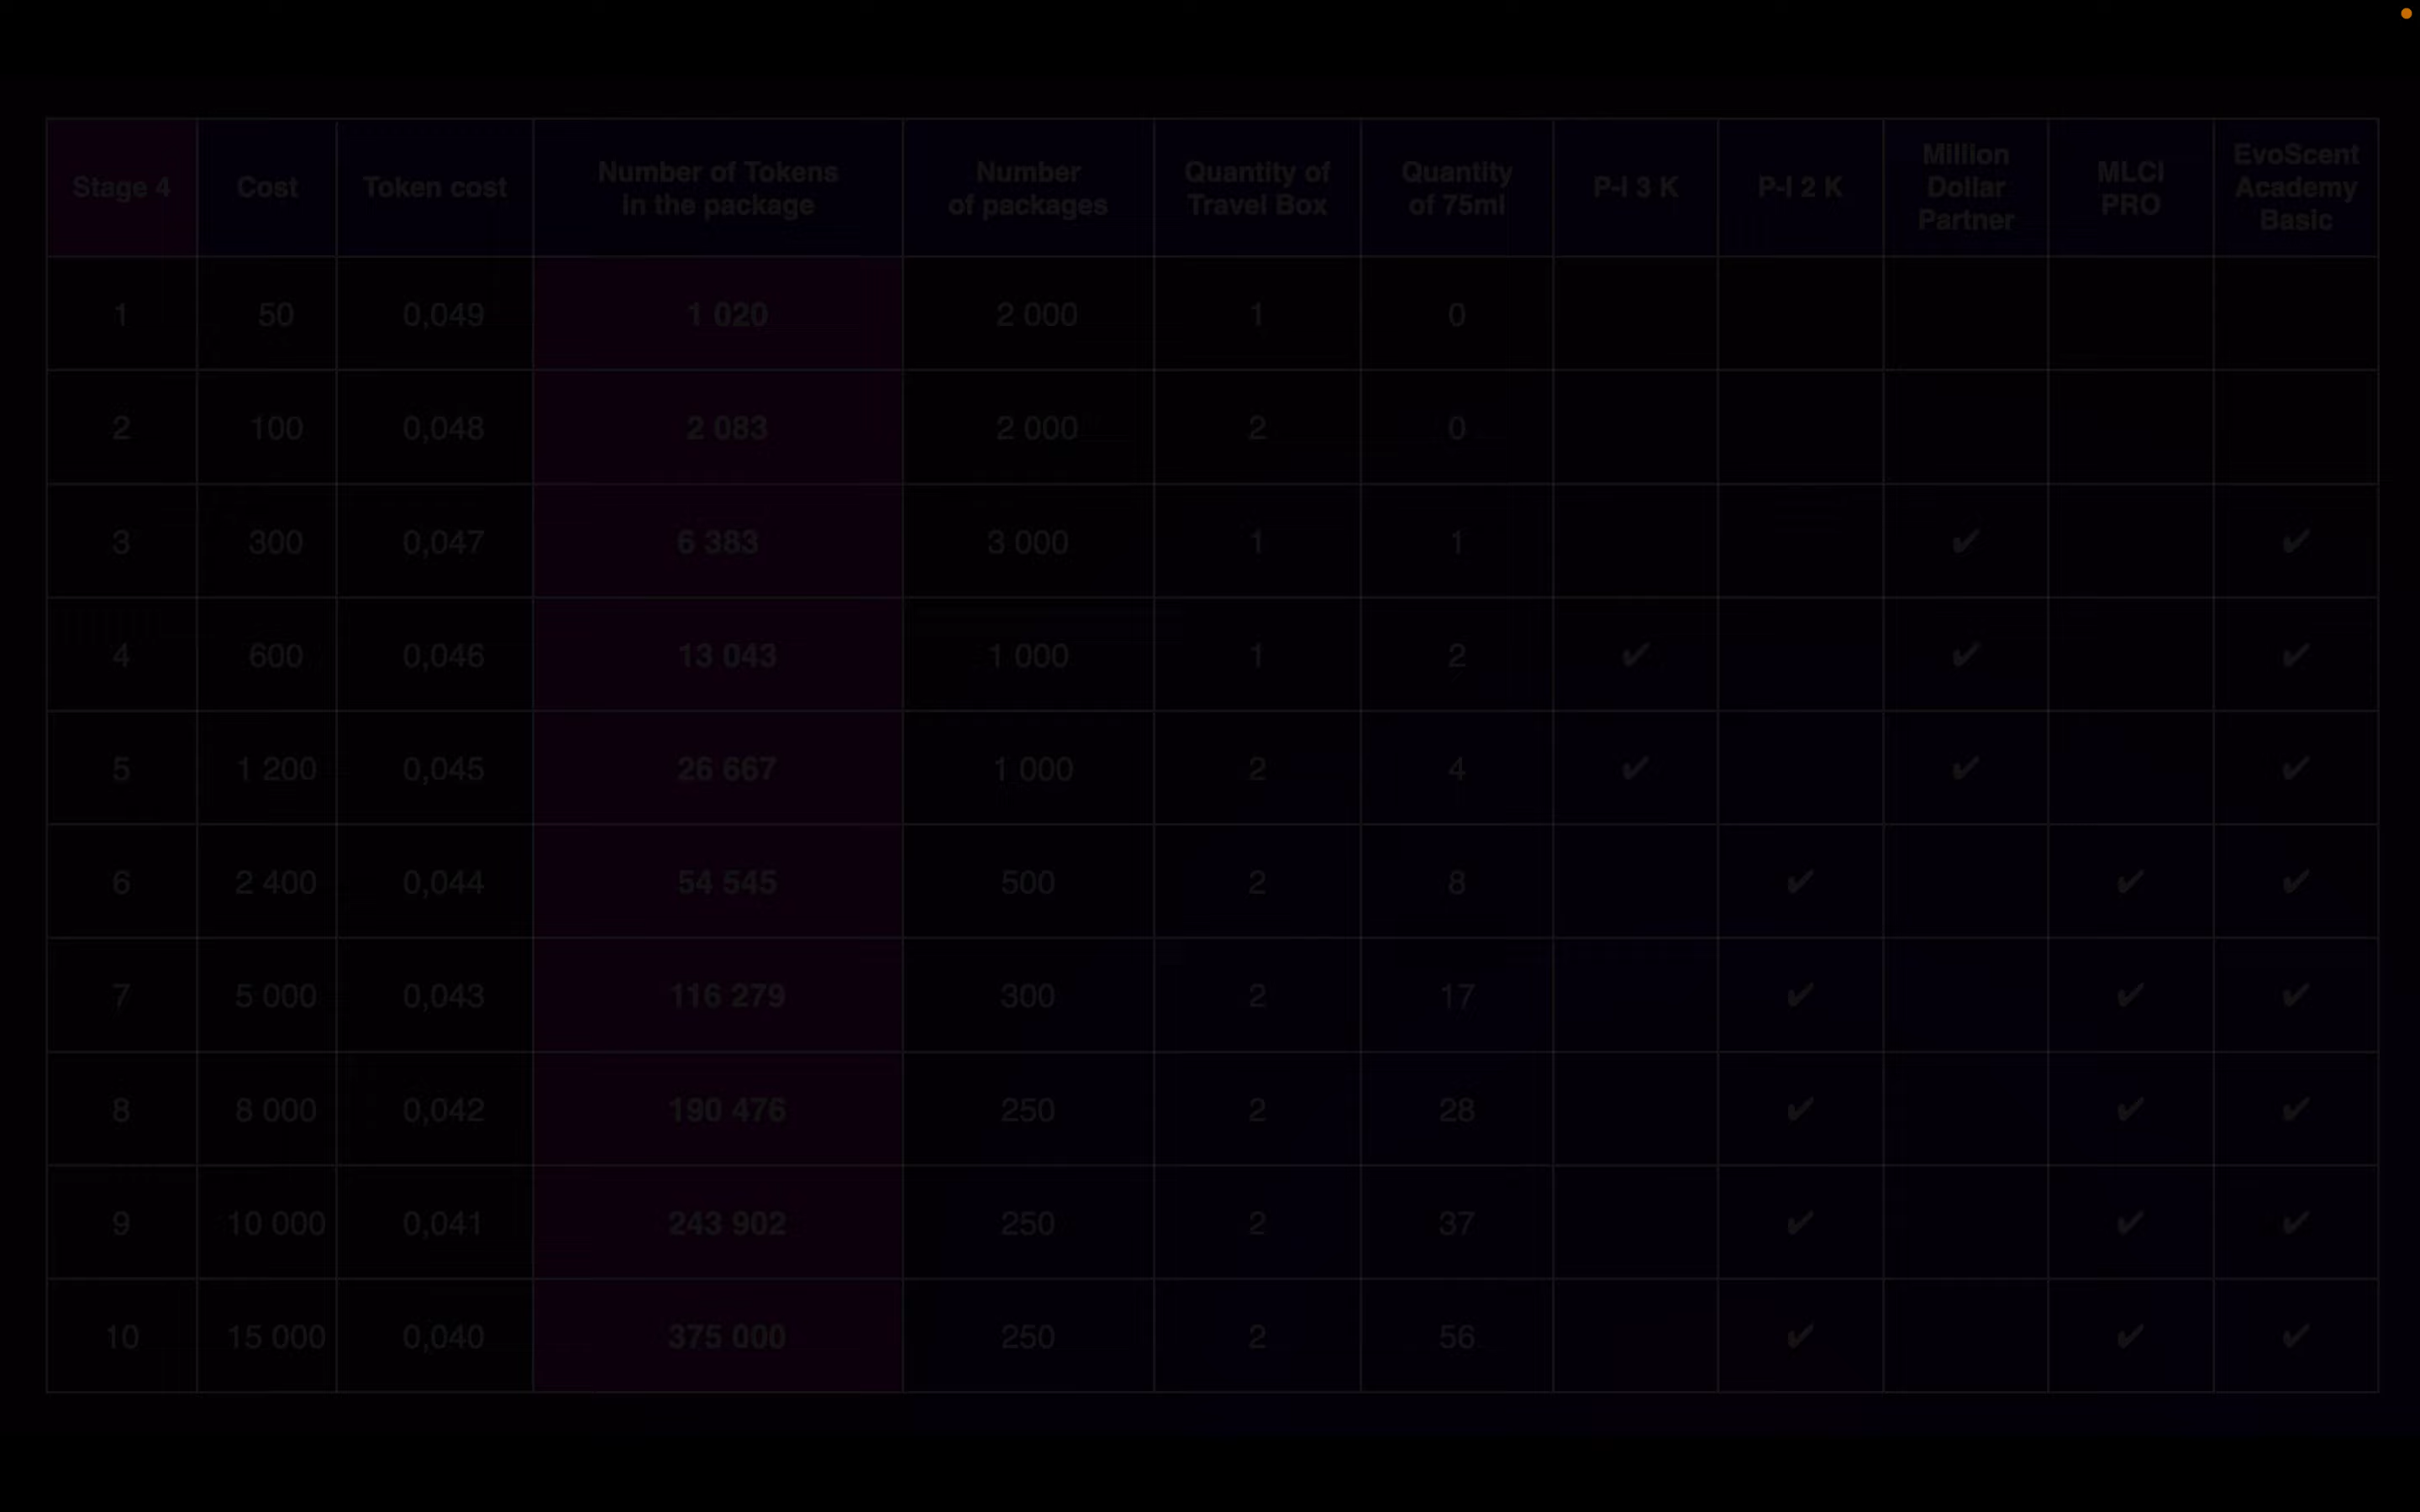 Stage 4 Cost Token cost Number of Tokens in the package Number of packages Quantity of Travel Box Quantity of 75ml P-I 3 K P-I 2 K Million Dollar Partner MLCI PRO EvoScent Academy Basic
1 50 0,049 1 020 2 000 1 0
2 100 0,048 2 083 2 000 2 0
3 300 0,047 6 383 3 000 1 1 ✔ ✔
4 600 0,046 13 043 1 000 1 2 ✔ ✔ ✔
5 1 200 0,045 26 667 1 000 2 4 ✔ ✔ ✔
6 2 400 0,044 54 545 500 2 8 ✔ ✔ ✔
7 5 000 0,043 116 279 300 2 17 ✔ ✔ ✔
8 8 000 0,042 190 476 250 2 28 ✔ ✔ ✔
9 10 000 0,041 243 902 250 2 37 ✔ ✔ ✔
10 15 000 0,040 375 000 250 2 56 ✔ ✔ ✔